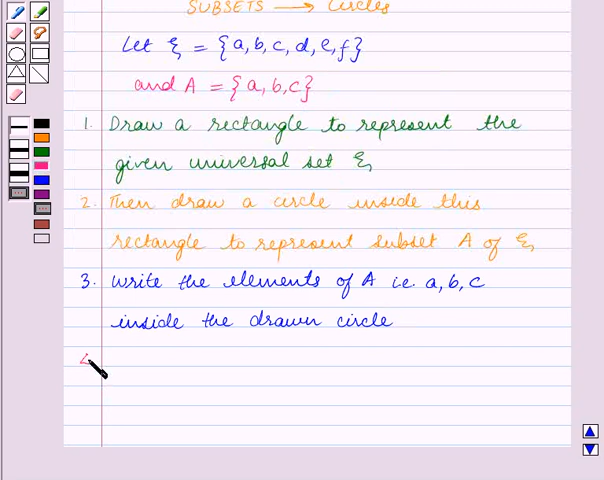 SUBSETS → Circles
Let ξ = {a, b, c, d, e, f}
and A = {a, b, c}
1. Draw a rectangle to represent the
given universal set ξ
2. Then draw a circle inside this
rectangle to represent subset A of ξ
3. Write the elements of A i.e. a, b, c
inside the drawn circle